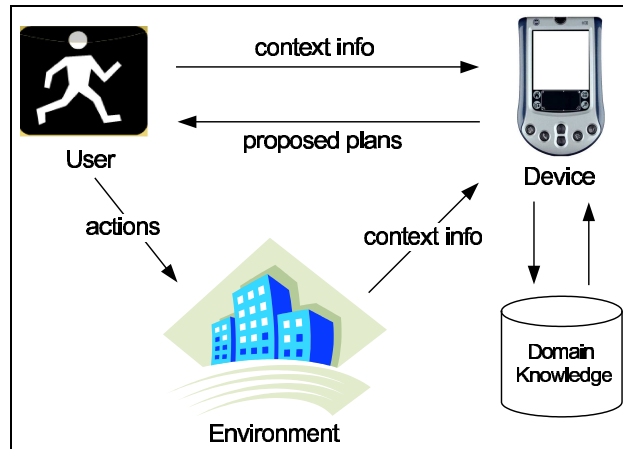 context info
proposed plans
User
Device
actions
context info
Domain
Knowledge
Environment